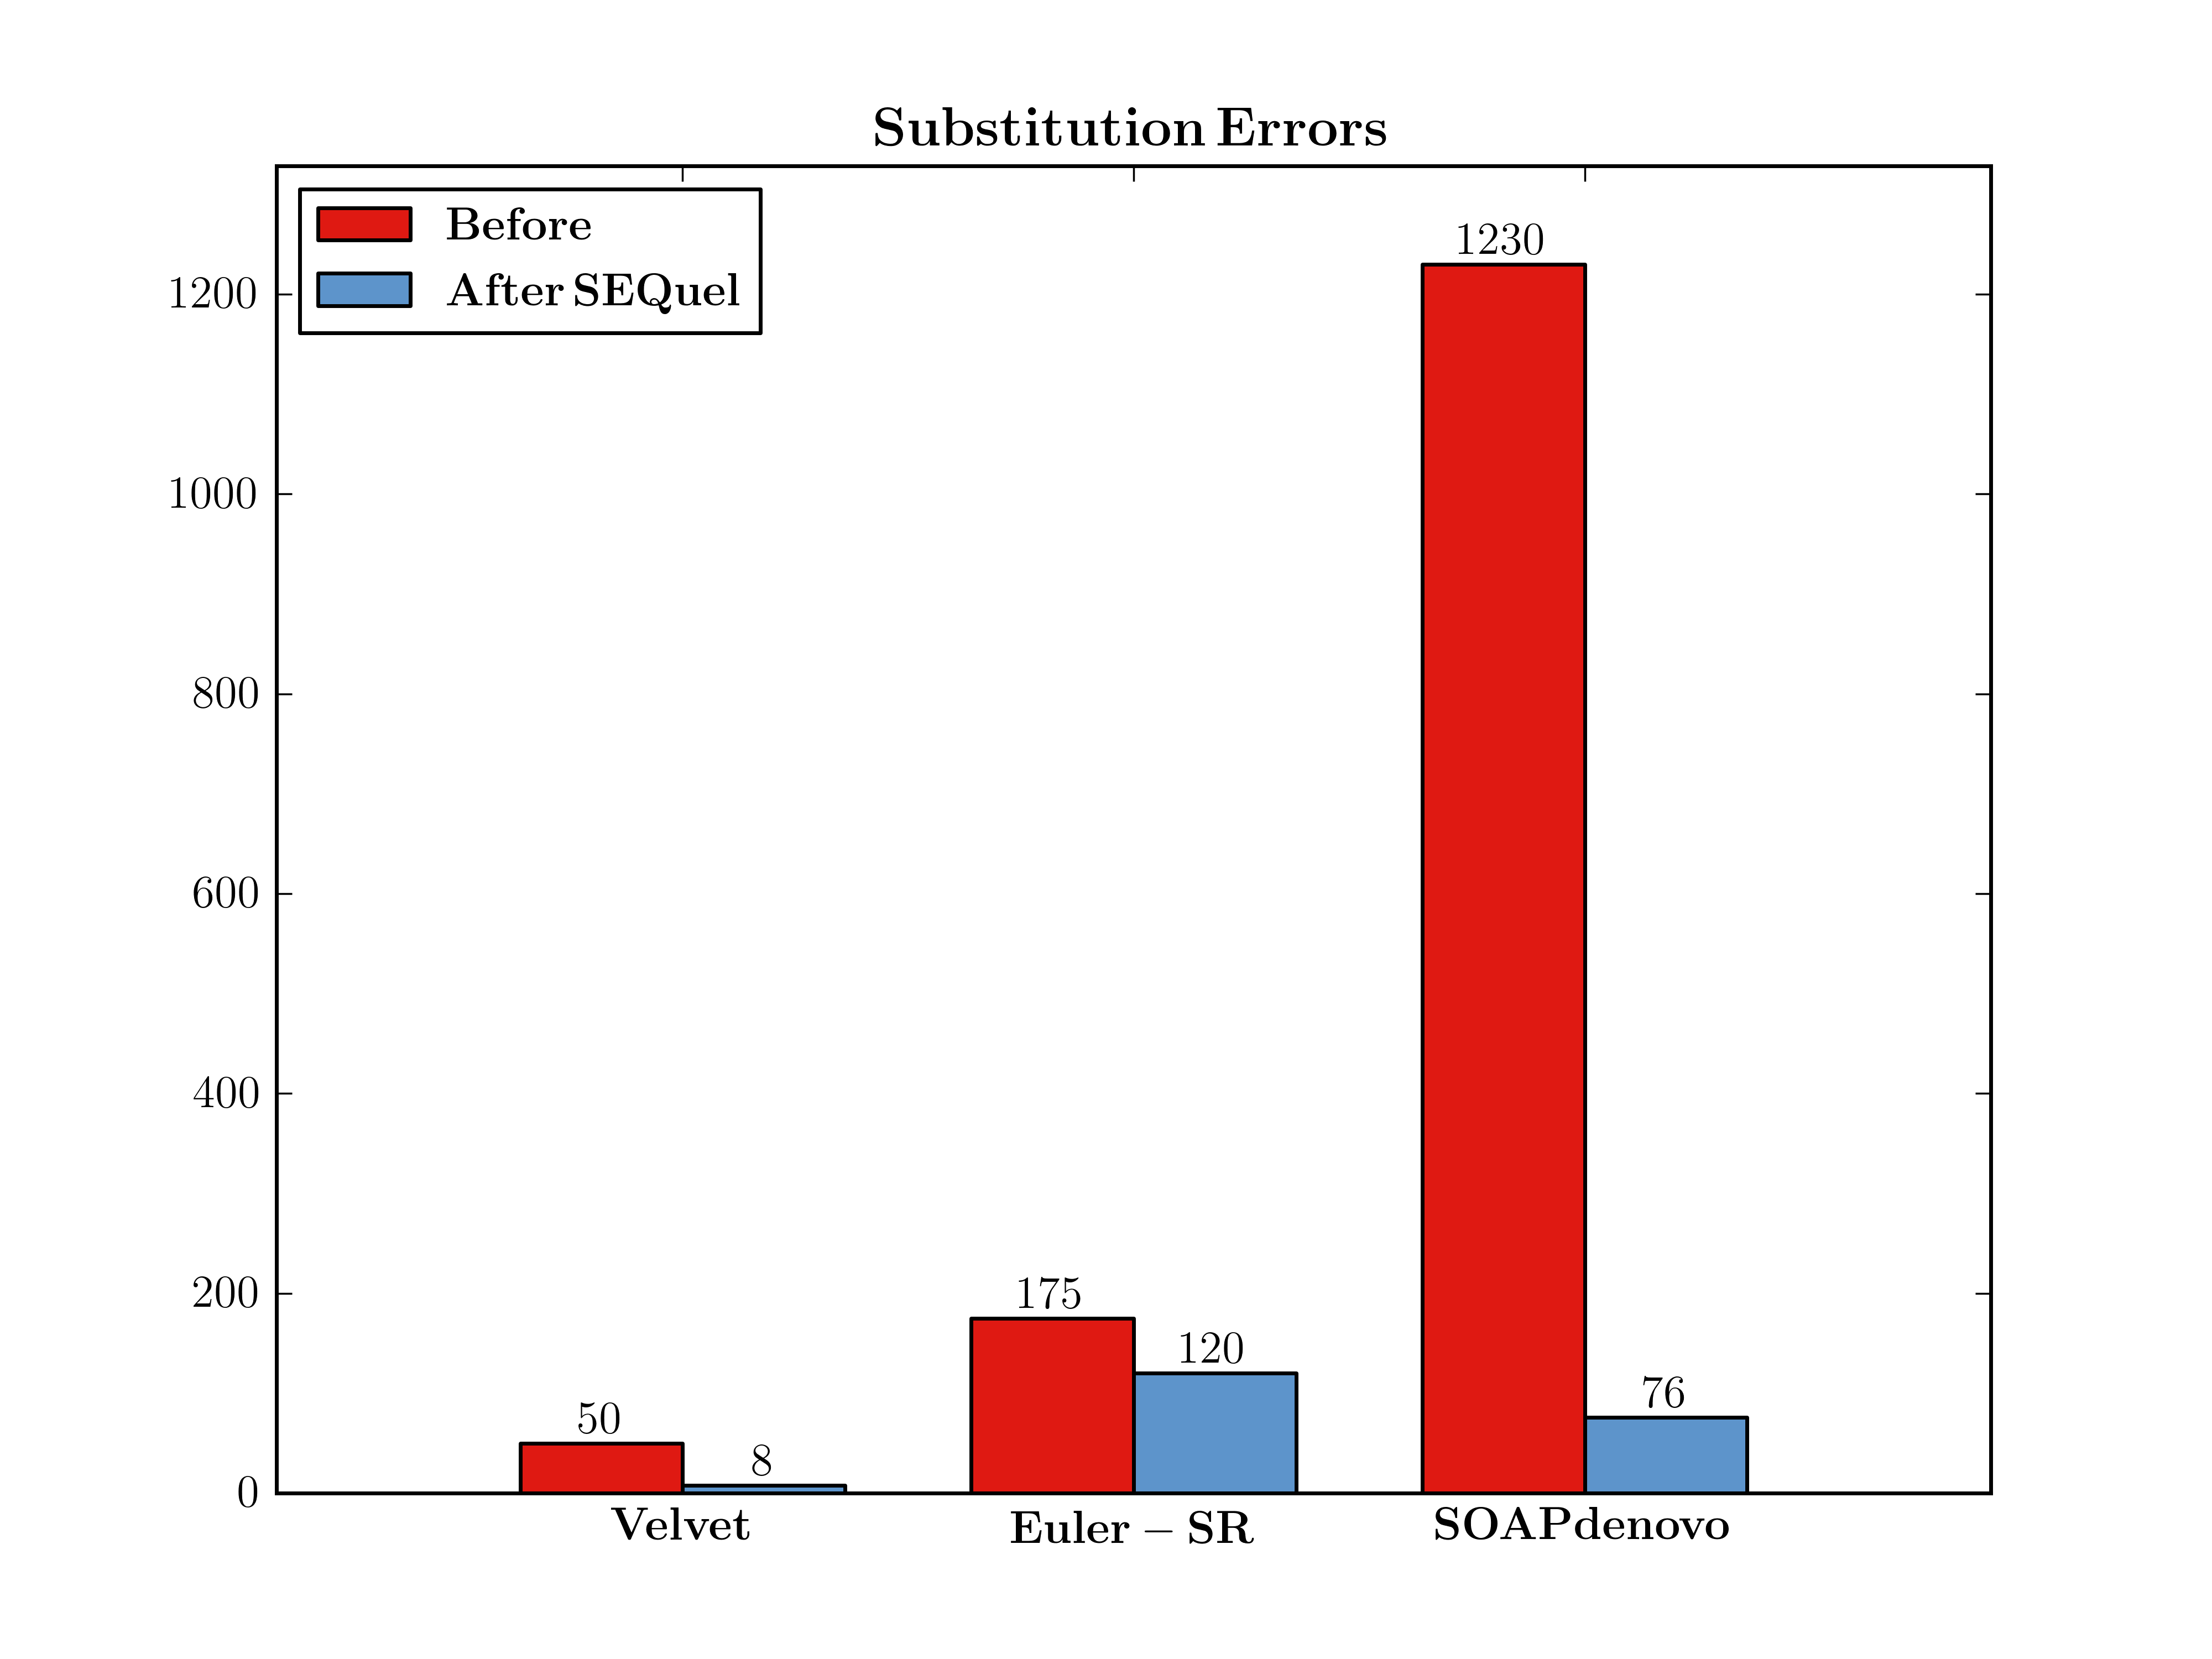 Substitution Errors
Before
After SEQuel
1200
1000
800
600
400
200
0
1230
175
120
76
50
8
Velvet
Euler – SR
SOAPdenovo